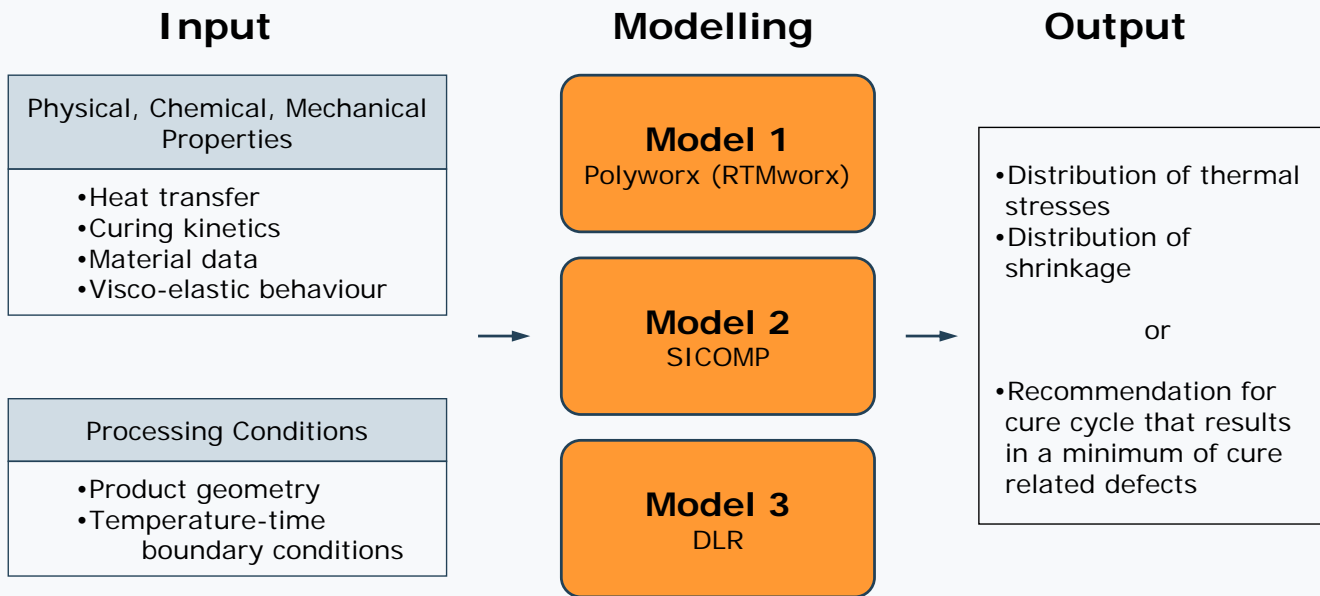 Input
Modelling
Output
Physical, Chemical, Mechanical
Properties
•Heat transfer
•Curing kinetics
•Material data
•Visco-elastic behaviour
Processing Conditions
•Product geometry
•Temperature-time
boundary conditions
Model 1
Polyworx (RTMworx)
Model 2
SICOMP
Model 3
DLR
•Distribution of thermal
stresses
•Distribution of
shrinkage
or
•Recommendation for
cure cycle that results
in a minimum of cure
related defects